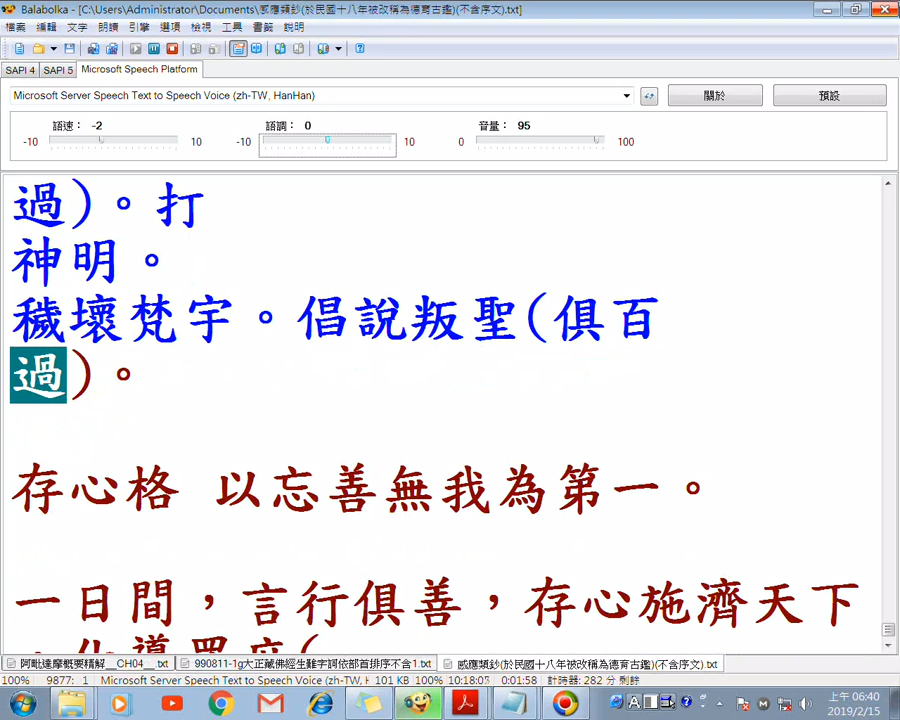 Balabolka - [C:\Users\Administrator\Documents\感應類鈔(於民國十八年被改稱為德育古鑑)(不含序文).txt]
檔案 編輯 文字 朗讀 引擎 選項 檢視 工具 書籤 說明
SAPI 4 SAPI 5 Microsoft Speech Platform
Microsoft Server Speech Text to Speech Voice (zh-TW, HanHan) 關於 預設
語速： -2 語調： 0 音量： 95
-10 10 -10 10 0 100
過)。打
神明。
穢壞梵宇。倡說叛聖(俱百
過)。
存心格 以忘善無我為第一。
一日間，言行俱善，存心施濟天下
，化導眾庶(
阿毗達摩概要精解__CH04__.txt 990811-1g大正藏佛經生難字詞依部首排序不含1.txt 感應類鈔(於民國十八年被改稱為德育古鑑)(不含序文).txt
100% 9877: 1 Microsoft Server Speech Text to Speech Voice (zh-TW, H 101 KB 100% 10:18:07 0:01:58 計時器: 282 分 剩餘
上午 06:40
2019/2/15